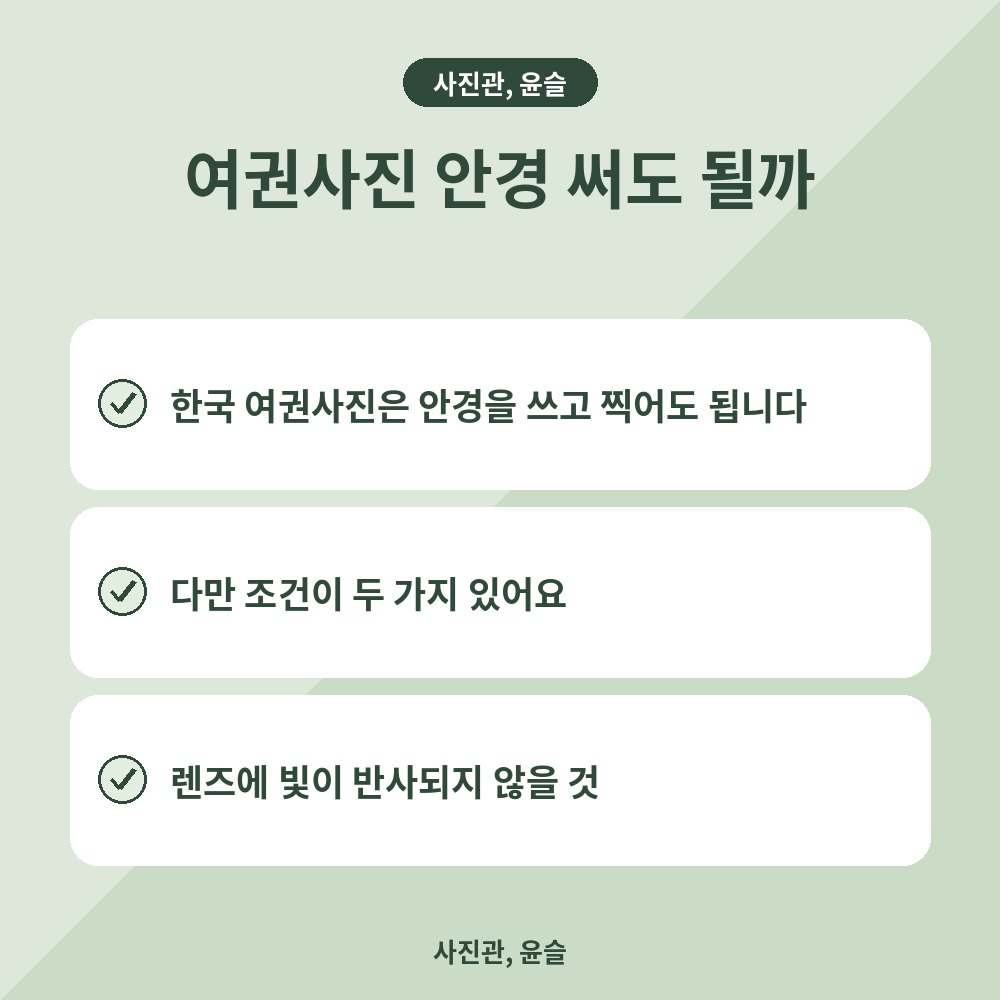 사진관, 윤슬
여권사진 안경 써도 될까
한국 여권사진은 안경을 쓰고 찍어도 됩니다
다만 조건이 두 가지 있어요
렌즈에 빛이 반사되지 않을 것
사진관, 윤슬